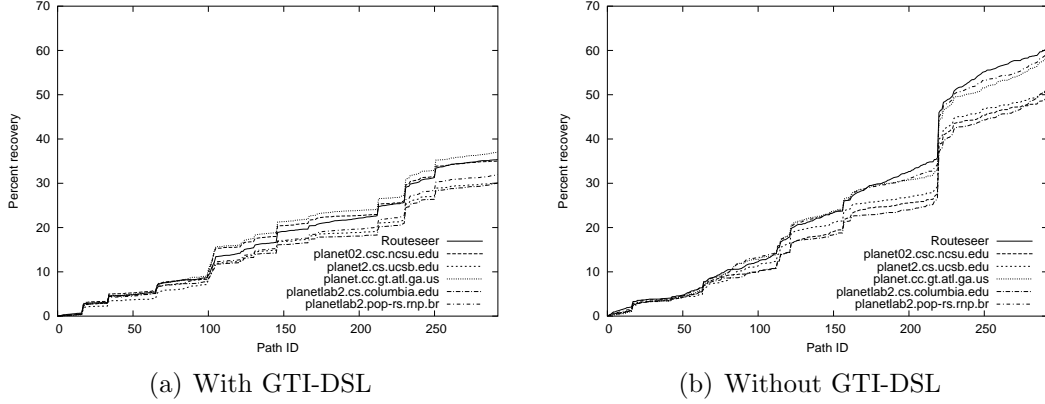 70
60
50
40
30
20
10
0
Percent recovery
0 50 100 150 200 250
Path ID
Routeseer
planet02.csc.ncsu.edu
planet2.cs.ucsb.edu
planet.cc.gt.atl.ga.us
planetlab2.cs.columbia.edu
planetlab2.pop-rs.rnp.br
(a) With GTI-DSL
70
60
50
40
30
20
10
0
Percent recovery
0 50 100 150 200 250
Path ID
Routeseer
planet02.csc.ncsu.edu
planet2.cs.ucsb.edu
planet.cc.gt.atl.ga.us
planetlab2.cs.columbia.edu
planetlab2.pop-rs.rnp.br
(b) Without GTI-DSL